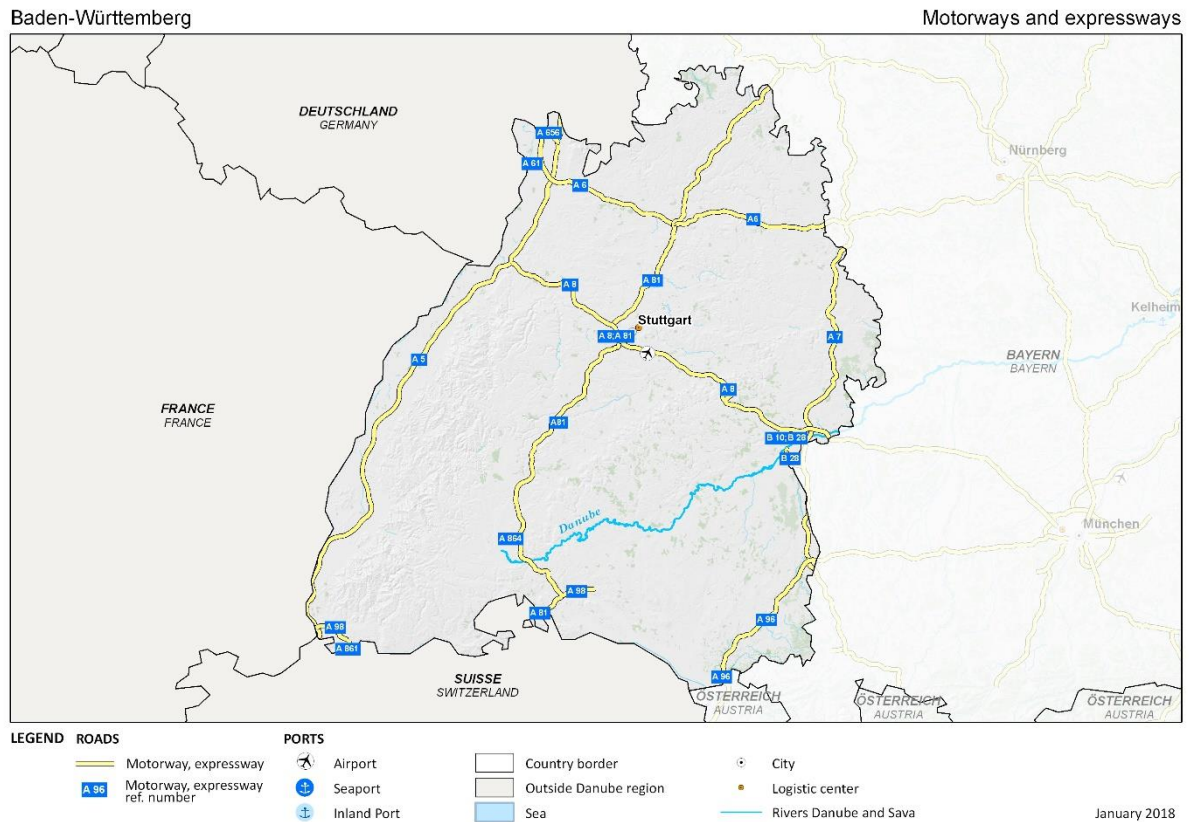 Baden-Württemberg
Motorways and expressways
DEUTSCHLAND
GERMANY
A 656
A 61
A 6
A6
Nürnberg
A 8
A 81
Stuttgart
A 8;A 81
Kelheim
A 5
A 7
BAYERN
BAYERN
FRANCE
FRANCE
A 8
A81
B 10;B 28
B 28
Danube
München
A 864
A 98
A 81
A 98
A 861
A 96
A 96
SUISSE
SWITZERLAND
ÖSTERREICH
AUSTRIA
ÖSTERREICH
AUSTRIA
ÖSTERREICH
AUSTRIA
LEGEND
ROADS
Motorway, expressway
A 96
Motorway, expressway
ref. number
PORTS
Airport
Seaport
Inland Port
Country border
Outside Danube region
Sea
City
Logistic center
Rivers Danube and Sava
January 2018